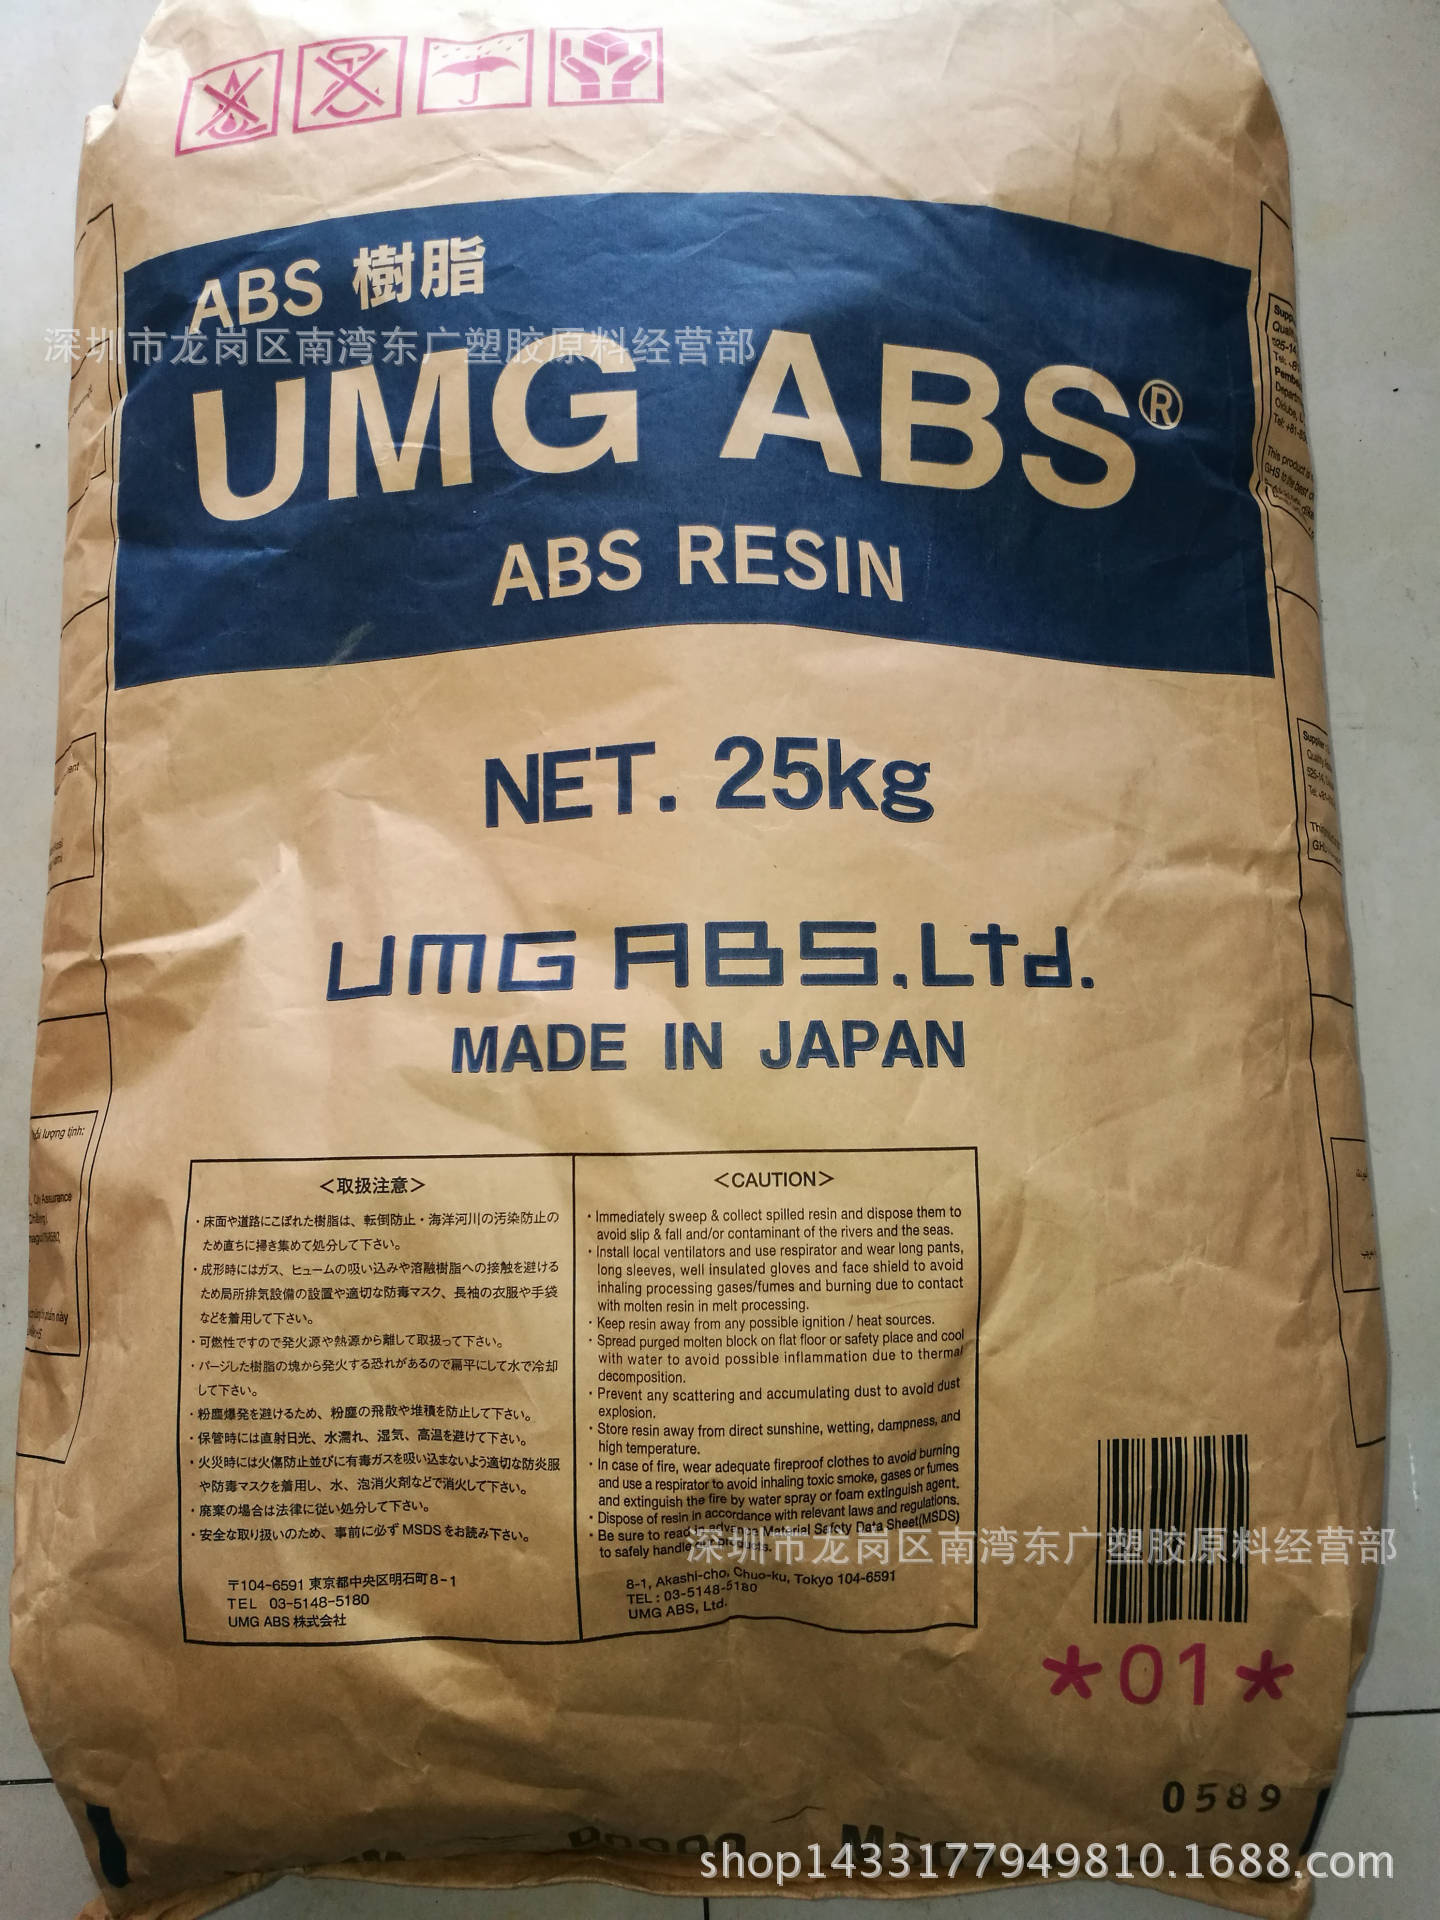 ABS 樹脂
深圳市龙岗区南湾东广塑胶原料经营部
UMG ABS®
ABS RESIN
NET. 25kg
UMG ABS, Ltd.
MADE IN JAPAN
<取扱注意>
・床面や道路にこぼれた樹脂は、転倒防止・海洋河川の汚染防止の
ため直ちに掃き集めて処分して下さい。
・成形時にはガス、ヒュームの吸い込みや溶融樹脂への接触を避ける
ため局所排気設備の設置や適切な防毒マスク、長袖の衣服や手袋
などを着用して下さい。
・可燃性ですので発火源や熱源から離して取扱って下さい。
・パージした樹脂の塊から発火する恐れがあるので扁平にして水で冷却
して下さい。
・粉塵爆発を避けるため、粉塵の飛散や堆積を防止して下さい。
・保管時には直射日光、水濡れ、湿気、高温を避けて下さい。
・火災時には火傷防止並びに有毒ガスを吸い込まないよう適切な防炎服
や防毒マスクを着用し、水、泡消火剤などで消火して下さい。
・廃棄の場合は法律に従い処分して下さい。
・安全な取り扱いのため、事前に必ずMSDSをお読み下さい。
〒104-6591 東京都中央区明石町8-1
TEL 03-5148-5180
UMG ABS 株式会社
<CAUTION>
・Immediately sweep & collect spilled resin and dispose them to
avoid slip & fall and/or contaminant of the rivers and the seas.
・Install local ventilators and use respirator and wear long pants,
long sleeves, well insulated gloves and face shield to avoid
inhaling processing gases/fumes and burning due to contact
with molten resin in melt processing.
・Keep resin away from any possible ignition / heat sources.
・Spread purged molten block on flat floor or safety place and cool
with water to avoid possible inflammation due to thermal
decomposition.
・Prevent any scattering and accumulating dust to avoid dust
explosion.
・Store resin away from direct sunshine, wetting, dampness, and
high temperature.
・In case of fire, wear adequate fireproof clothes to avoid burning
and use a respirator to avoid inhaling toxic smoke, gases or fumes
and extinguish the fire by water spray or foam extinguish agent.
・Dispose of resin in accordance with relevant laws and regulations.
・Be sure to read in advance Material Safety Data Sheet(MSDS)
to safely handle our products.
深圳市龙岗区南湾东广塑胶原料经营部
8-1, Akashi-cho, Chuo-ku, Tokyo 104-6591
TEL : 03-5148-5180
UMG ABS, Ltd.
*01*
0589
shop1433177949810.1688.com